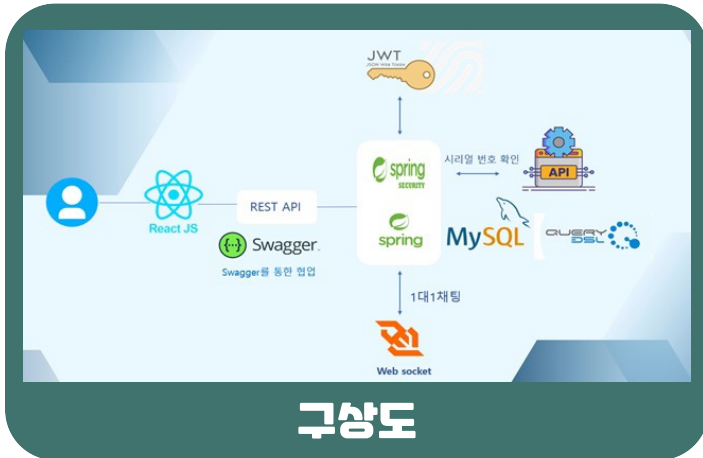 JWT
JSON Web Token
spring
SECURITY
시리얼 번호 확인
API
React JS
REST API
Swagger
Swagger를 통한 협업
spring
MySQL
QUERY
DSL
1대1채팅
Web socket
구상도